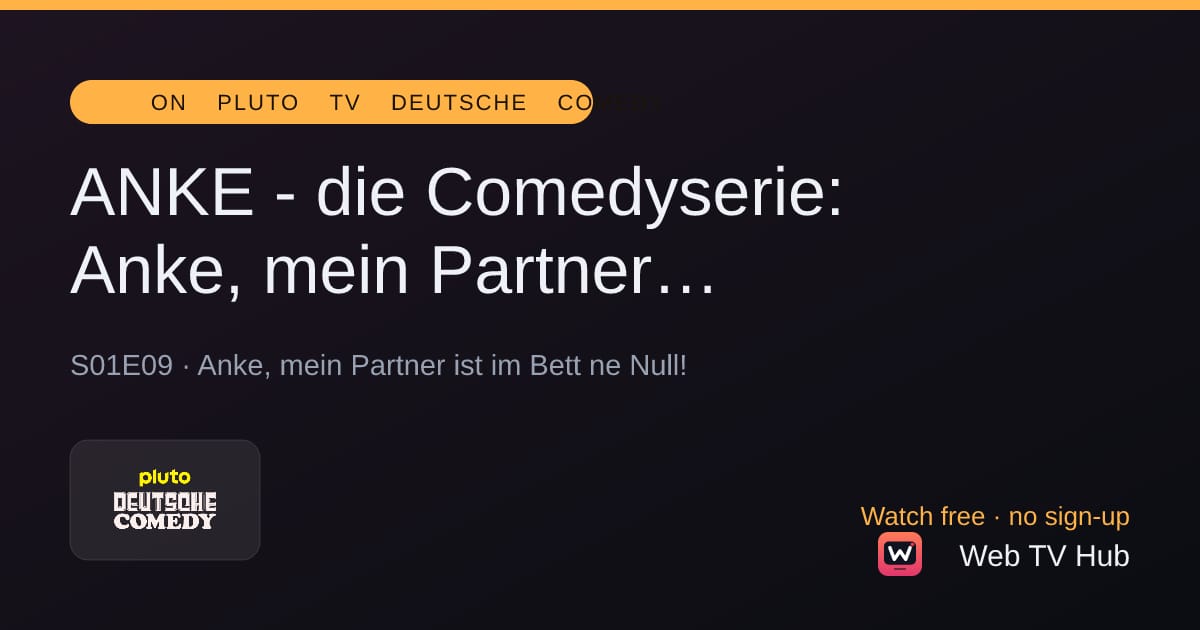 ON PLUTO TV DEUTSCHE CO
ANKE - die Comedyserie:
Anke, mein Partner…
S01E09 · Anke, mein Partner ist im Bett ne Null!
pluto
DEUTSCHE
COMEDY
Watch free · no sign-up
W
Web TV Hub